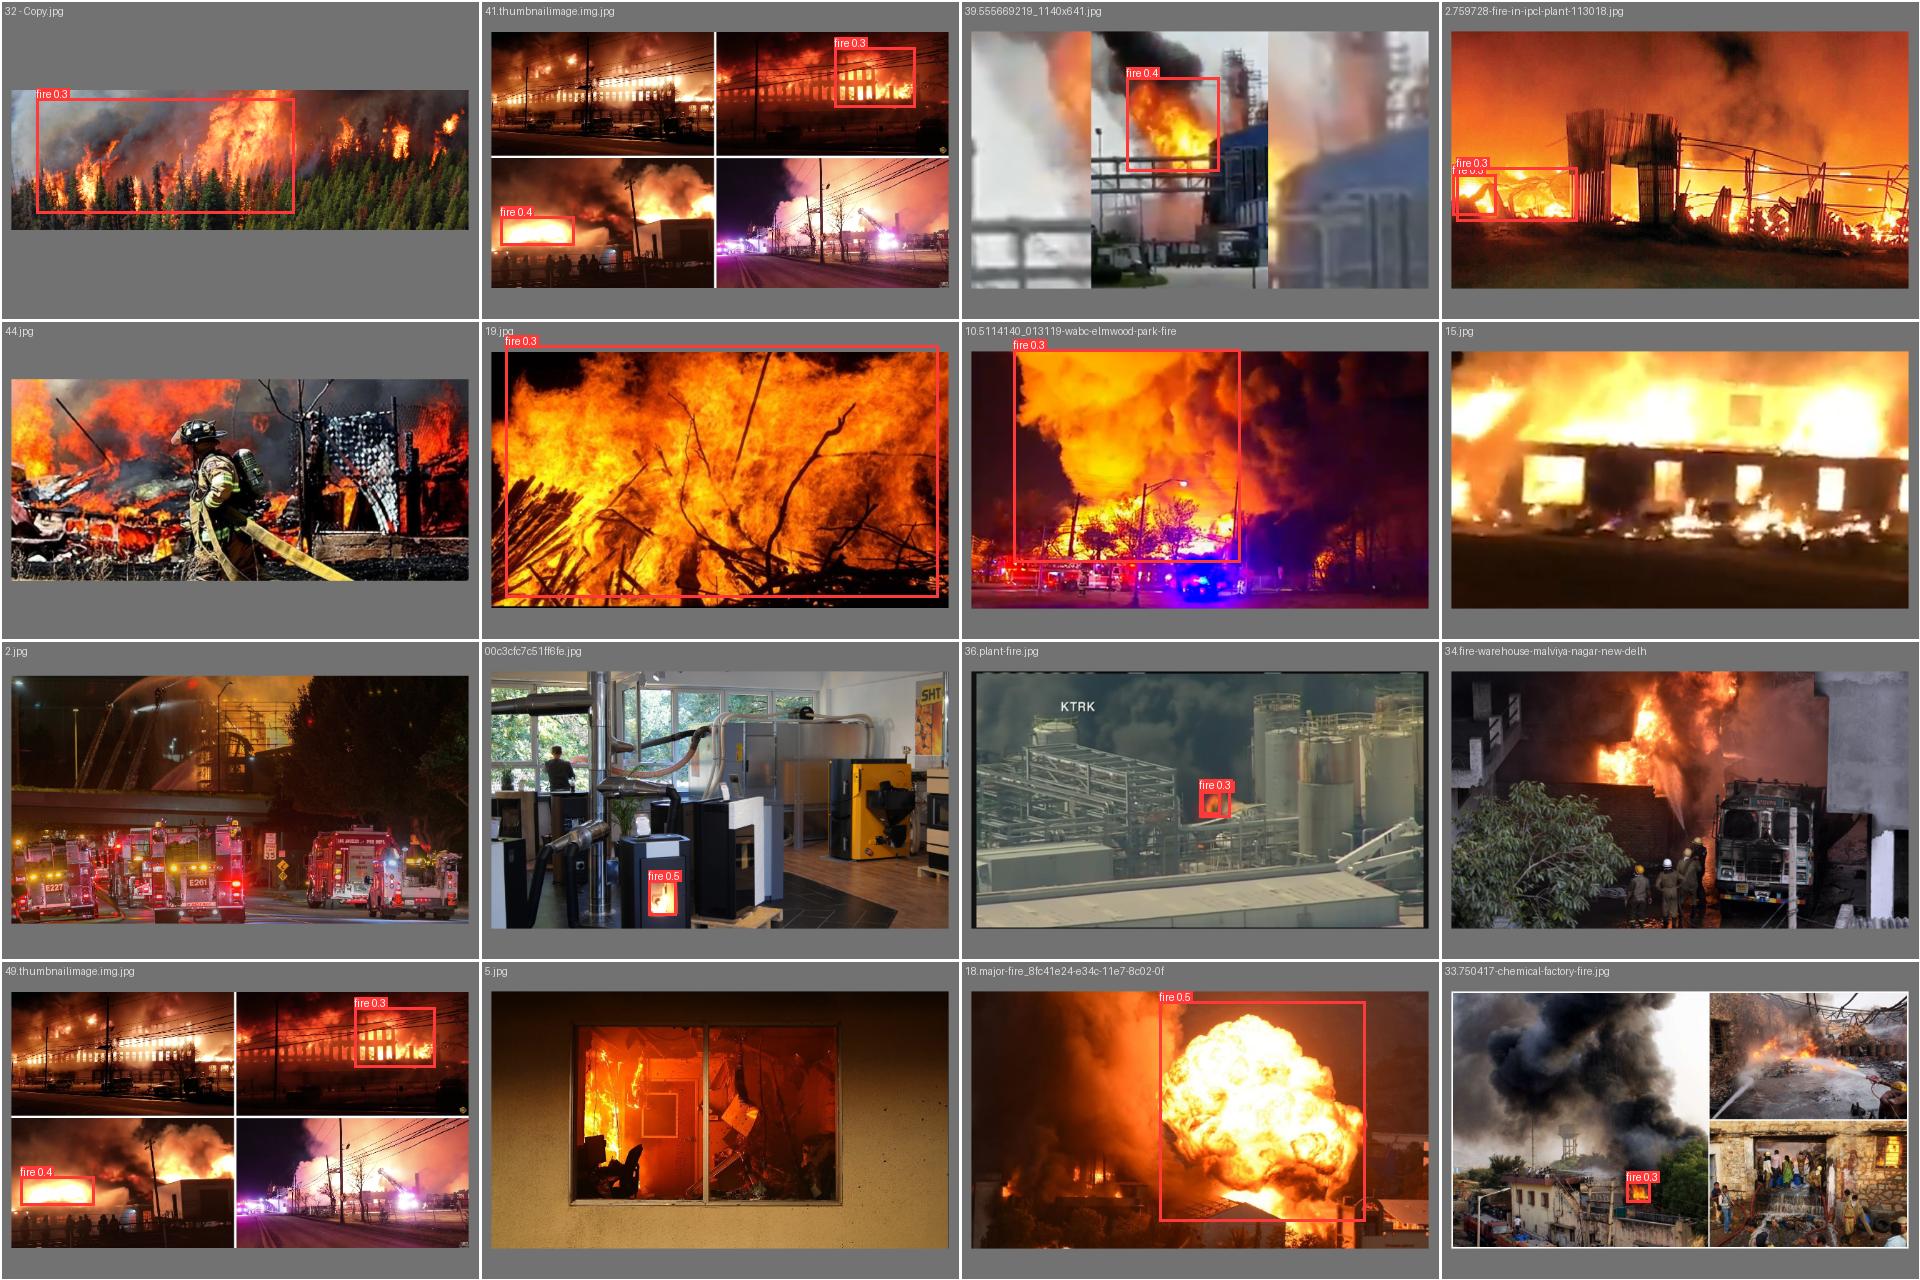 32 - Copy.jpg
fire 0.3
41.thumbnailimage.img.jpg
fire 0.3
fire 0.4
39.555669219_1140x641.jpg
fire 0.4
2.759728-fire-in-ipcl-plant-113018.jpg
fire 0.3
fire 0.3
44.jpg
19.jpg
fire 0.3
10.5114140_013119-wabc-elmwood-park-fire
fire 0.3
15.jpg
2.jpg
E227
E261
00c3cfc7c51ff6fe.jpg
SHT
fire 0.5
36.plant-fire.jpg
KTRK
fire 0.3
34.fire-warehouse-malviya-nagar-new-delh
49.thumbnailimage.img.jpg
fire 0.3
fire 0.4
5.jpg
18.major-fire_8fc41e24-e34c-11e7-8c02-0f
fire 0.5
33.750417-chemical-factory-fire.jpg
fire 0.3